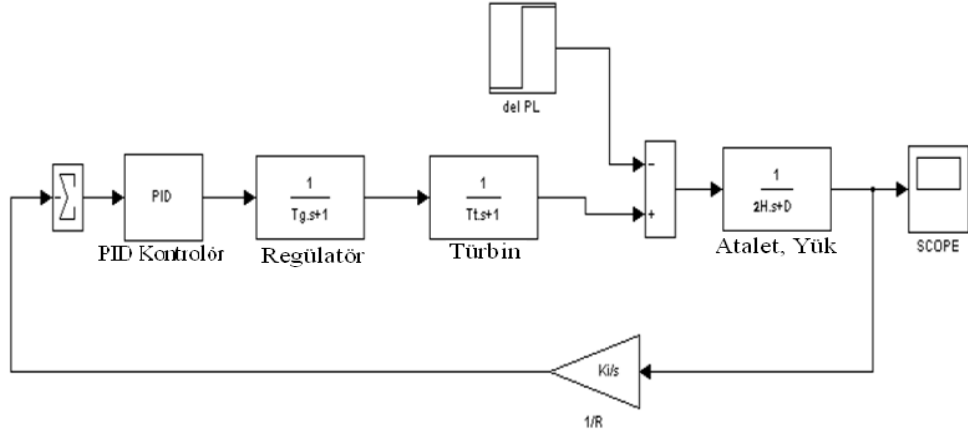 del PL
-
+
-
PID
1
Tg.s+1
1
Tt.s+1
1
2H.s+D
PID Kontrolör
Regülatör
Türbin
Atalet, Yük
SCOPE
Ki/s
1/R